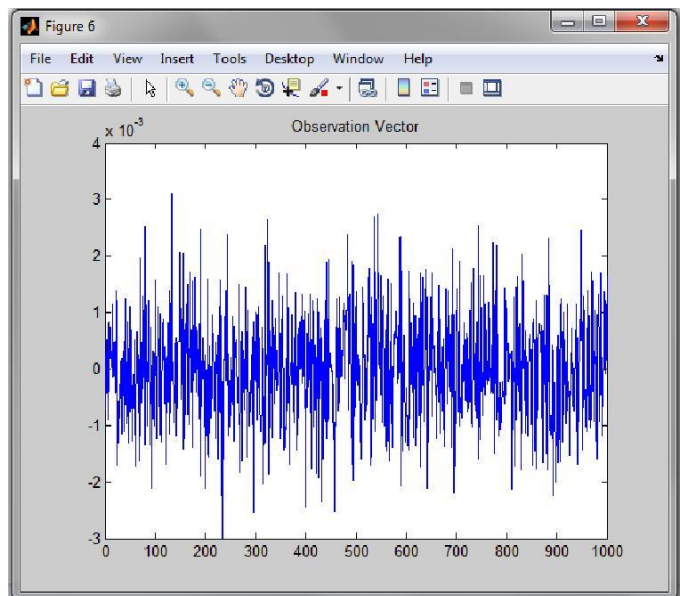 Figure 6
File Edit View Insert Tools Desktop Window Help
Observation Vector
x 10^-3
4
3
2
1
0
-1
-2
-3
0 100 200 300 400 500 600 700 800 900 1000